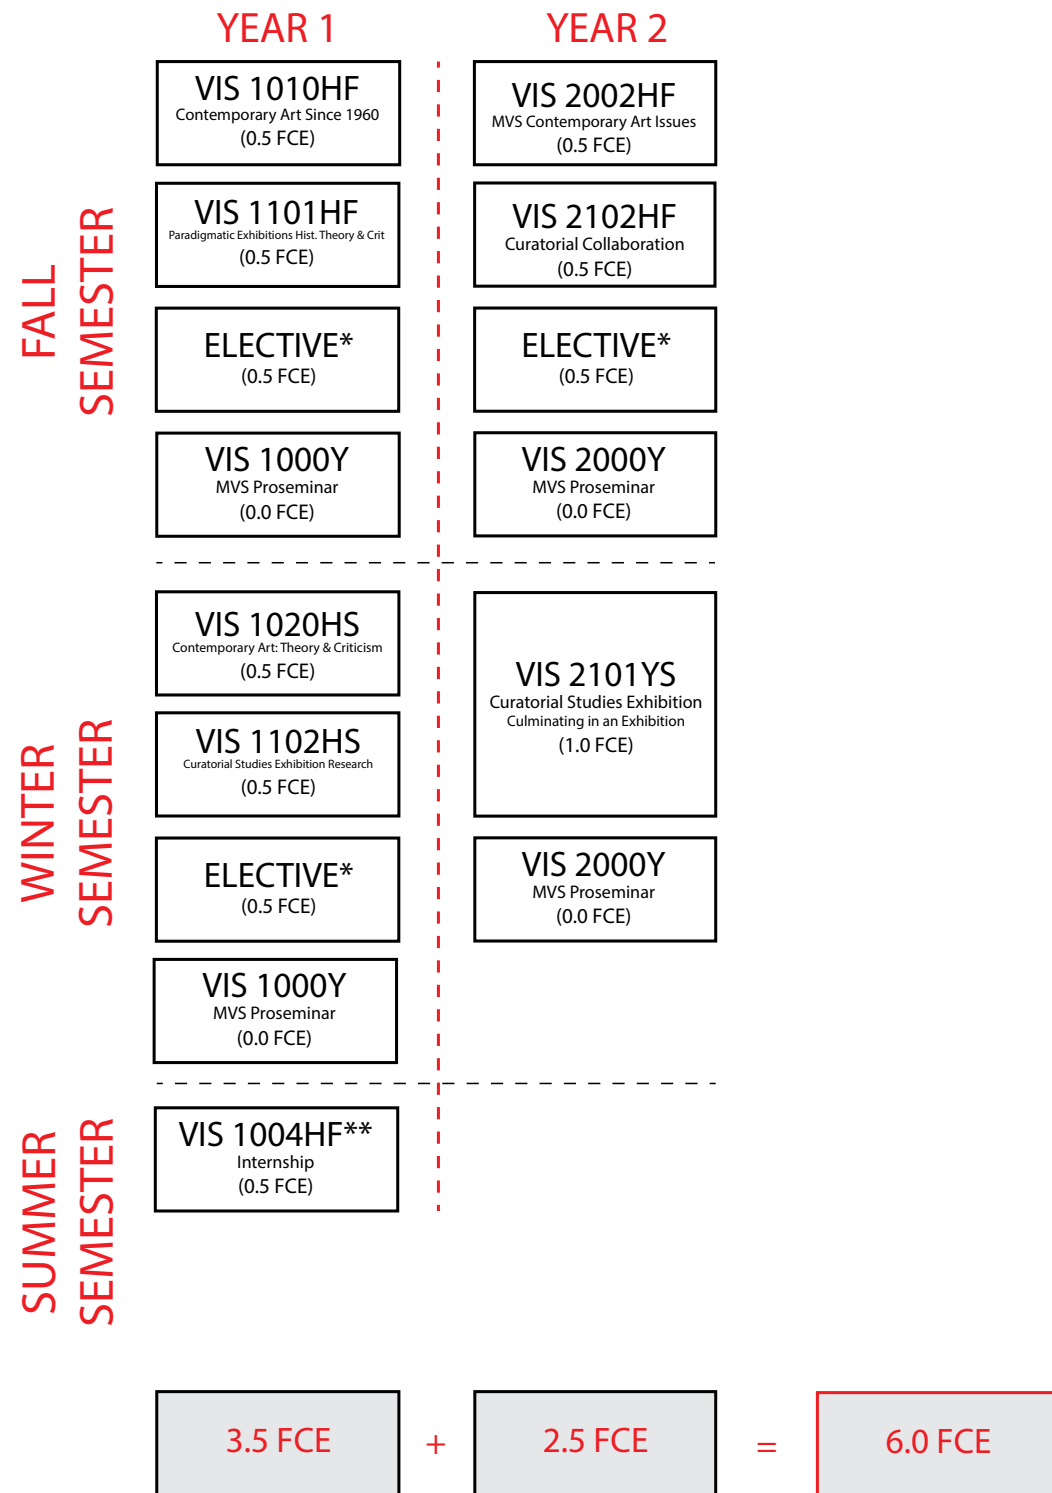 YEAR 1
YEAR 2
FALL
SEMESTER
VIS 1010HF
Contemporary Art Since 1960
(0.5 FCE)
VIS 2002HF
MVS Contemporary Art Issues
(0.5 FCE)
VIS 1101HF
Paradigmatic Exhibitions Hist. Theory & Crit
(0.5 FCE)
VIS 2102HF
Curatorial Collaboration
(0.5 FCE)
ELECTIVE*
(0.5 FCE)
ELECTIVE*
(0.5 FCE)
VIS 1000Y
MVS Proseminar
(0.0 FCE)
VIS 2000Y
MVS Proseminar
(0.0 FCE)
WINTER
SEMESTER
VIS 1020HS
Contemporary Art: Theory & Criticism
(0.5 FCE)
VIS 1102HS
Curatorial Studies Exhibition Research
(0.5 FCE)
VIS 2101YS
Curatorial Studies Exhibition
Culminating in an Exhibition
(1.0 FCE)
ELECTIVE*
(0.5 FCE)
VIS 2000Y
MVS Proseminar
(0.0 FCE)
VIS 1000Y
MVS Proseminar
(0.0 FCE)
SUMMER
SEMESTER
VIS 1004HF**
Internship
(0.5 FCE)
3.5 FCE + 2.5 FCE = 6.0 FCE